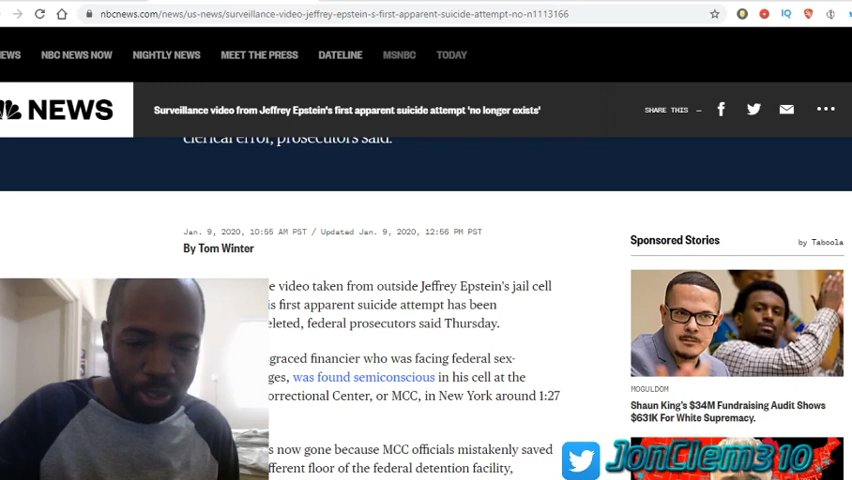 nbcnews.com/news/us-news/surveillance-video-jeffrey-epstein-s-first-apparent-suicide-attempt-no-n1113166
IQ
EWS NBC NEWS NOW NIGHTLY NEWS MEET THE PRESS DATELINE MSNBC TODAY
NEWS
Surveillance video from Jeffrey Epstein's first apparent suicide attempt 'no longer exists'
SHARE THIS –
clerical error, prosecutors said.
Jan. 9, 2020, 10:56 AM PST / Updated Jan. 9, 2020, 12:56 PM PST
By Tom Winter
e video taken from outside Jeffrey Epstein's jail cell
is first apparent suicide attempt has been
eleted, federal prosecutors said Thursday.
graced financier who was facing federal sex-
ges, was found semiconscious in his cell at the
orrectional Center, or MCC, in New York around 1:27
s now gone because MCC officials mistakenly saved
fferent floor of the federal detention facility,
Sponsored Stories
by Taboola
MOGULDOM
Shaun King's $34M Fundraising Audit Shows
$631K For White Supremacy.
JonClem310